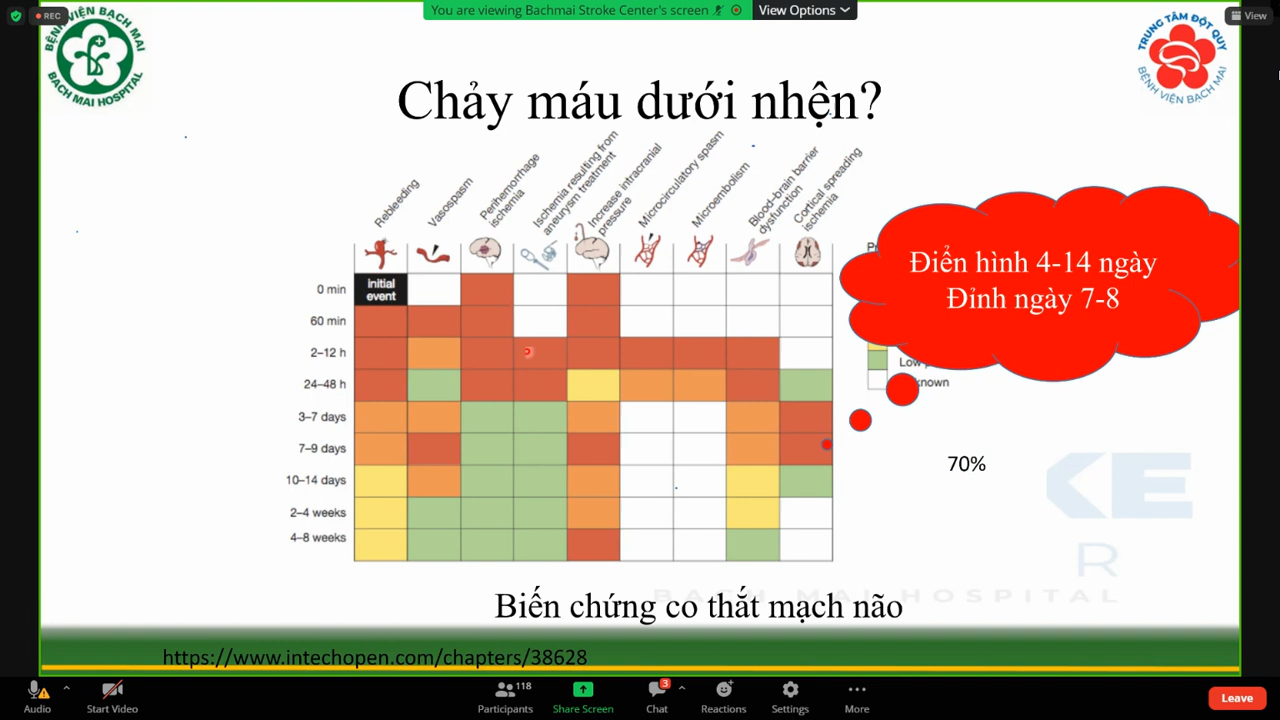 REC
You are viewing Bachmai Stroke Center's screen
View Options
View
BỆNH VIỆN BẠCH MAI
BACH MAI HOSPITAL
TRUNG TÂM ĐỘT QUỴ
BỆNH VIỆN BẠCH MAI
Chảy máu dưới nhện?
Rebleeding
Vasospasm
Perihemorrhage
ischemia
Ischemia resulting from
aneurysm treatment
Increase intracranial
pressure
Microcirculatory spasm
Microembolism
Blood–brain barrier
dysfunction
Cortical spreading
ischemia
Điển hình 4-14 ngày
Đỉnh ngày 7-8
0 min
initial
event
60 min
2–12 h
24–48 h
3–7 days
7–9 days
10–14 days
2–4 weeks
4–8 weeks
Low
70%
KE
R
BACH MAI HOSPITAL
Biến chứng co thắt mạch não
https://www.intechopen.com/chapters/38628
Audio
Start Video
118
Participants
Share Screen
3
Chat
Reactions
Settings
More
Leave